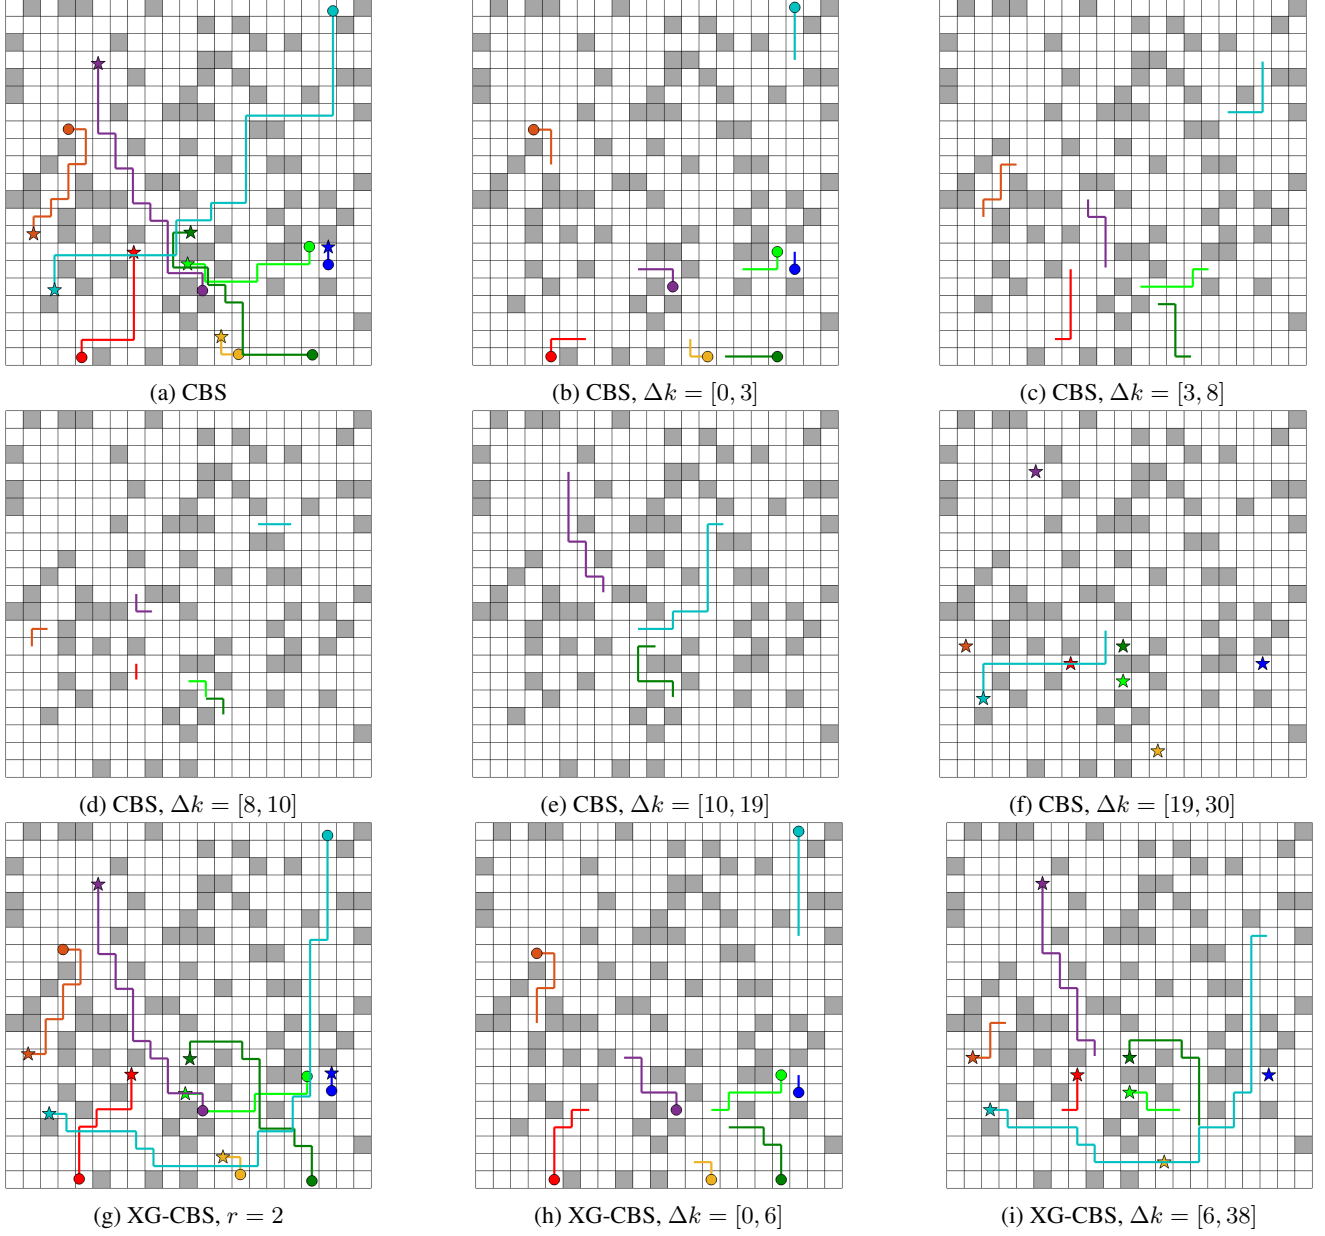 (a) CBS
(b) CBS, Δk = [0, 3]
(c) CBS, Δk = [3, 8]
(d) CBS, Δk = [8, 10]
(e) CBS, Δk = [10, 19]
(f) CBS, Δk = [19, 30]
(g) XG-CBS, r = 2
(h) XG-CBS, Δk = [0, 6]
(i) XG-CBS, Δk = [6, 38]